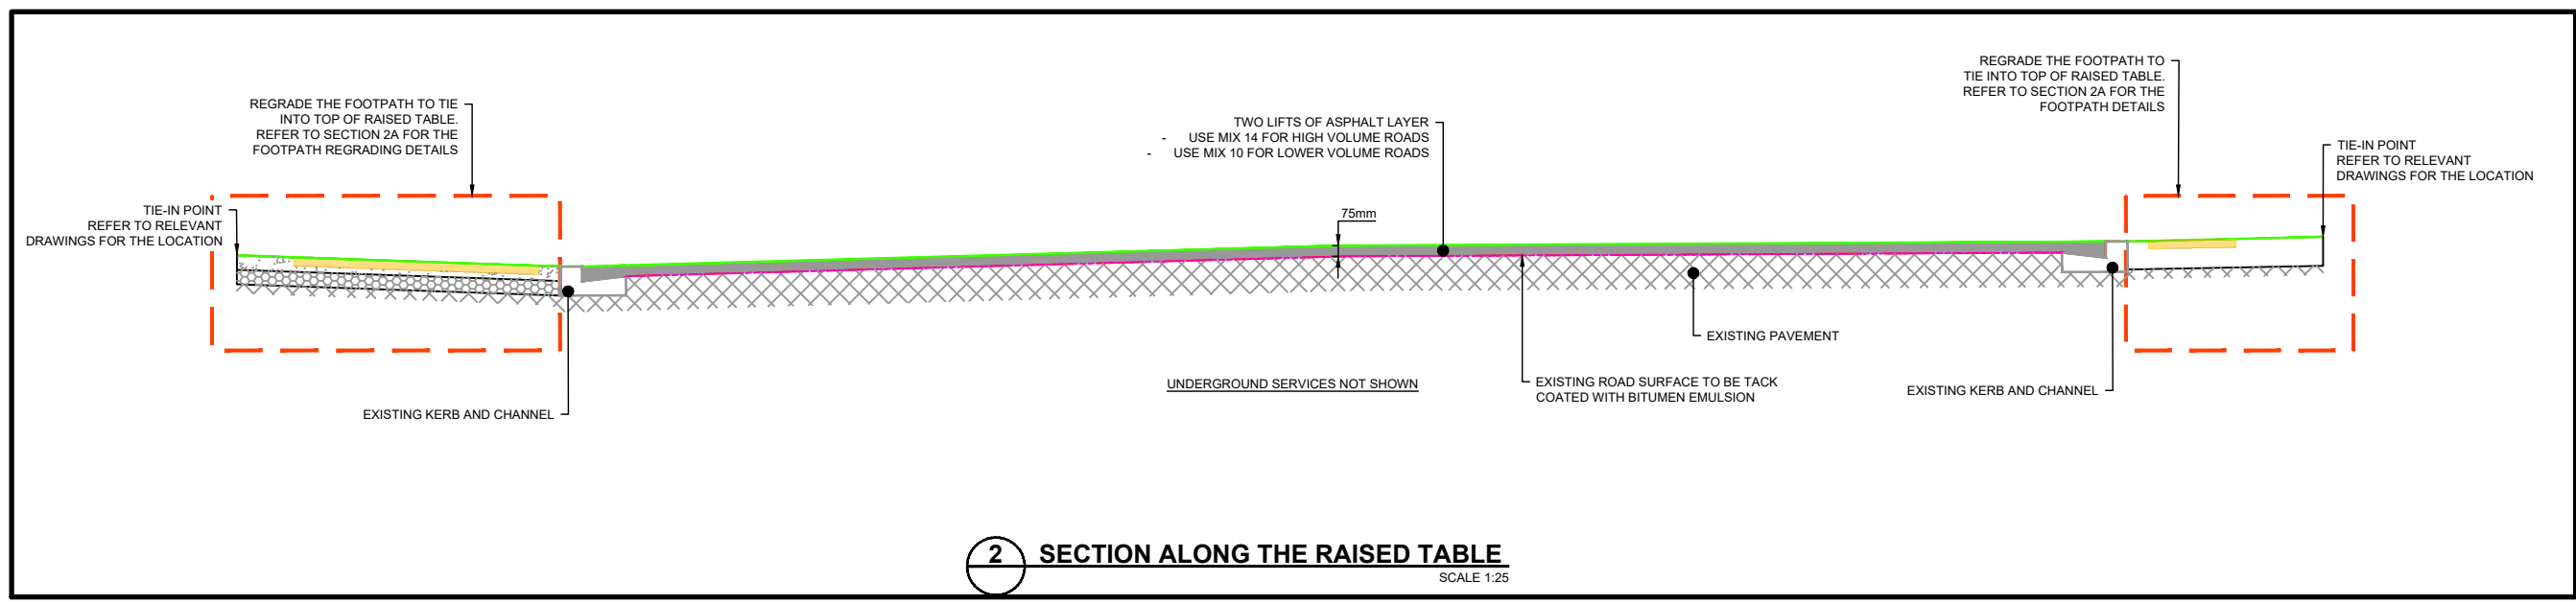 REGRADE THE FOOTPATH TO TIE
INTO TOP OF RAISED TABLE.
REFER TO SECTION 2A FOR THE
FOOTPATH REGRADING DETAILS
TIE-IN POINT
REFER TO RELEVANT
DRAWINGS FOR THE LOCATION
TWO LIFTS OF ASPHALT LAYER
- USE MIX 14 FOR HIGH VOLUME ROADS
- USE MIX 10 FOR LOWER VOLUME ROADS
75mm
REGRADE THE FOOTPATH TO
TIE INTO TOP OF RAISED TABLE.
REFER TO SECTION 2A FOR THE
FOOTPATH DETAILS
TIE-IN POINT
REFER TO RELEVANT
DRAWINGS FOR THE LOCATION
EXISTING PAVEMENT
EXISTING KERB AND CHANNEL
UNDERGROUND SERVICES NOT SHOWN
EXISTING ROAD SURFACE TO BE TACK
COATED WITH BITUMEN EMULSION
EXISTING KERB AND CHANNEL
2 SECTION ALONG THE RAISED TABLE
SCALE 1:25